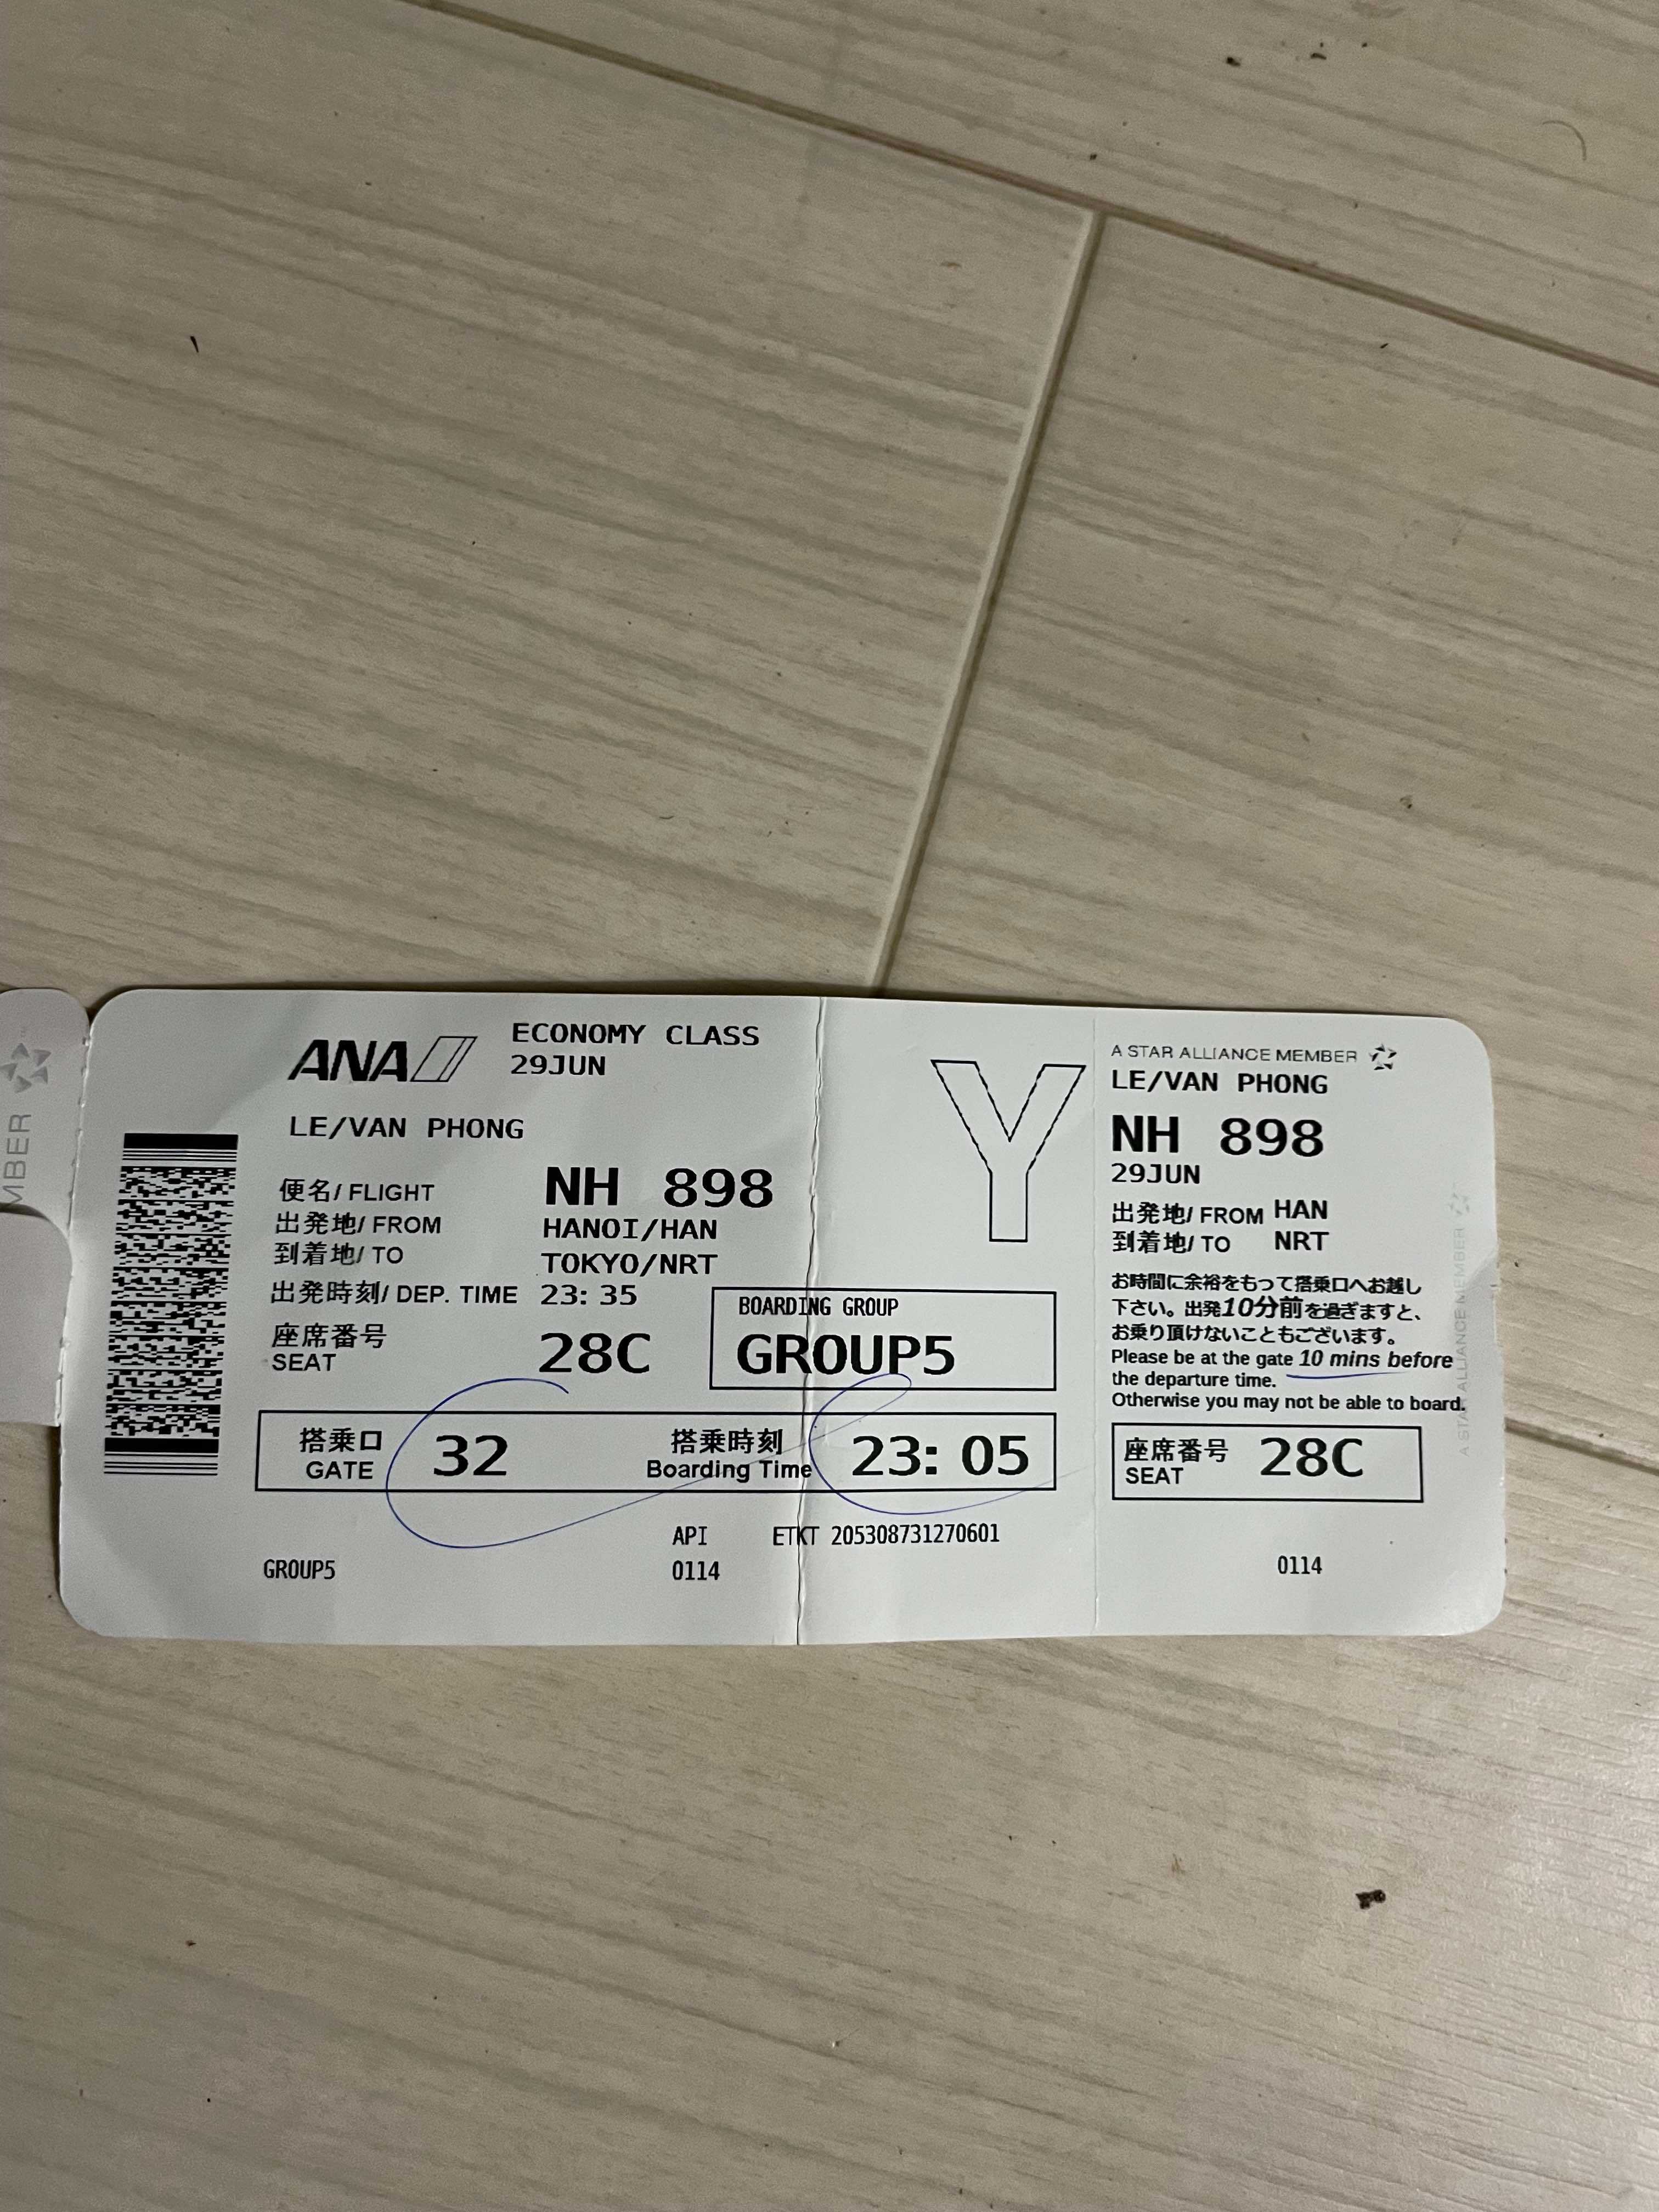 MBER
ANA
ECONOMY CLASS
29JUN
LE/VAN PHONG
便名/ FLIGHT NH 898
出発地/ FROM HANOI/HAN
到着地/ TO TOKYO/NRT
出発時刻/ DEP. TIME 23: 35
座席番号
SEAT 28C
BOARDING GROUP
GROUP5
搭乗口
GATE 32
搭乗時刻
Boarding Time 23: 05
API ETKT 205308731270601
GROUP5 0114
Y
A STAR ALLIANCE MEMBER
LE/VAN PHONG
NH 898
29JUN
出発地/ FROM HAN
到着地/ TO NRT
お時間に余裕をもって搭乗口へお越し
下さい。出発10分前を過ぎますと、
お乗り頂けないこともございます。
Please be at the gate 10 mins before
the departure time.
Otherwise you may not be able to board.
座席番号
SEAT 28C
0114
A STAR ALLIANCE MEMBER